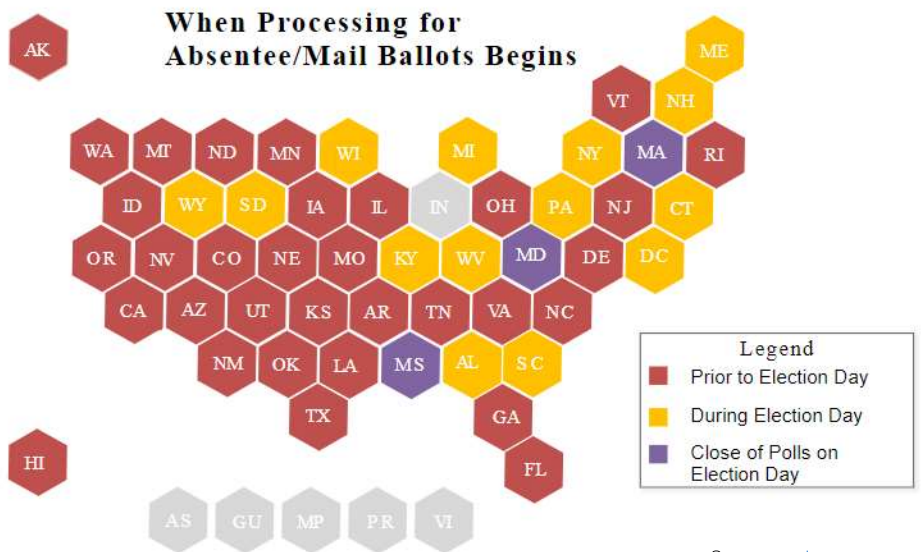 When Processing for
Absentee/Mail Ballots Begins
AK
ME
VT NH
WA MT ND MN WI MI NY MA RI
ID WY SD IA IL IN OH PA NJ CT
OR NV CO NE MO KY WV MD DE DC
CA AZ UT KS AR TN VA NC
NM OK LA MS AL SC
TX GA
HI FL
AS GU MP PR VI
Legend
Prior to Election Day
During Election Day
Close of Polls on
Election Day